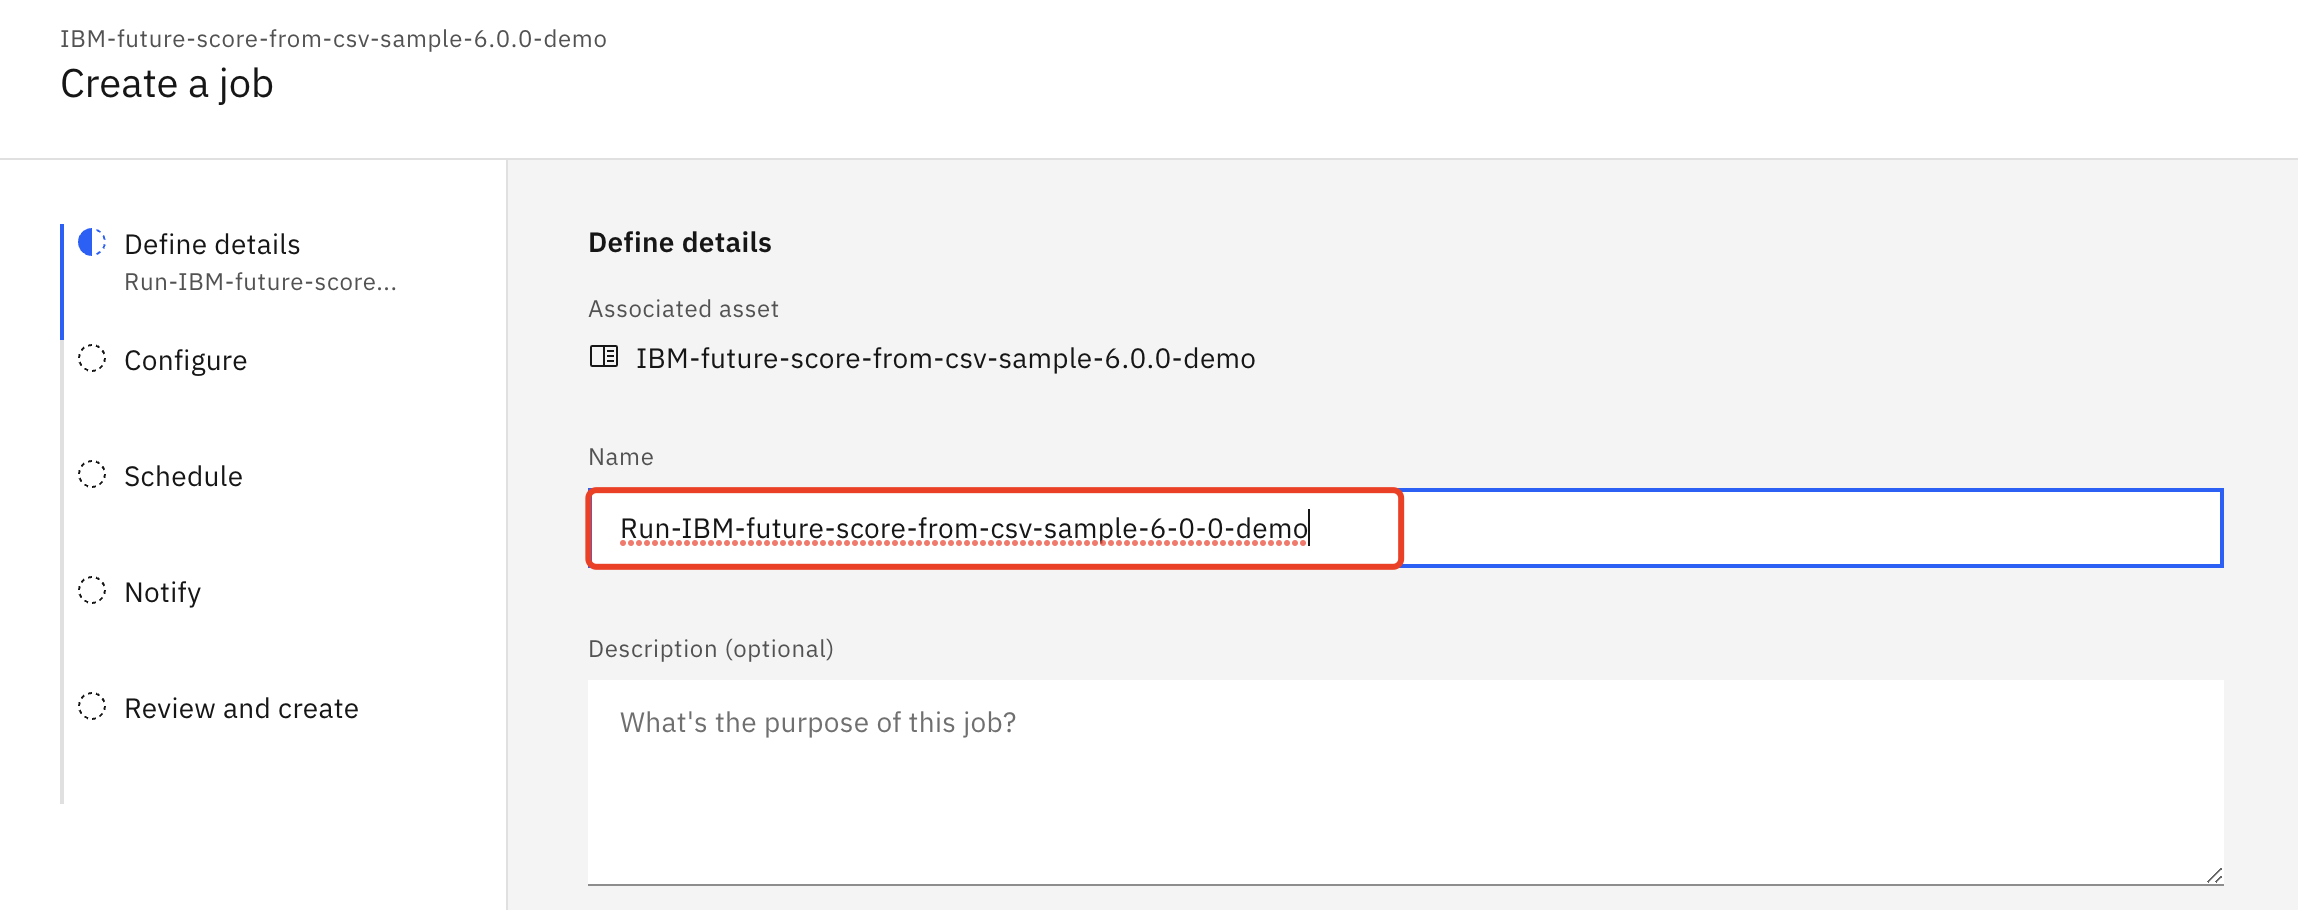 IBM-future-score-from-csv-sample-6.0.0-demo
Create a job
Define details
Run-IBM-future-score...
Configure
Schedule
Notify
Review and create
Define details
Associated asset
IBM-future-score-from-csv-sample-6.0.0-demo
Name
Run-IBM-future-score-from-csv-sample-6-0-0-demo
Description (optional)
What's the purpose of this job?